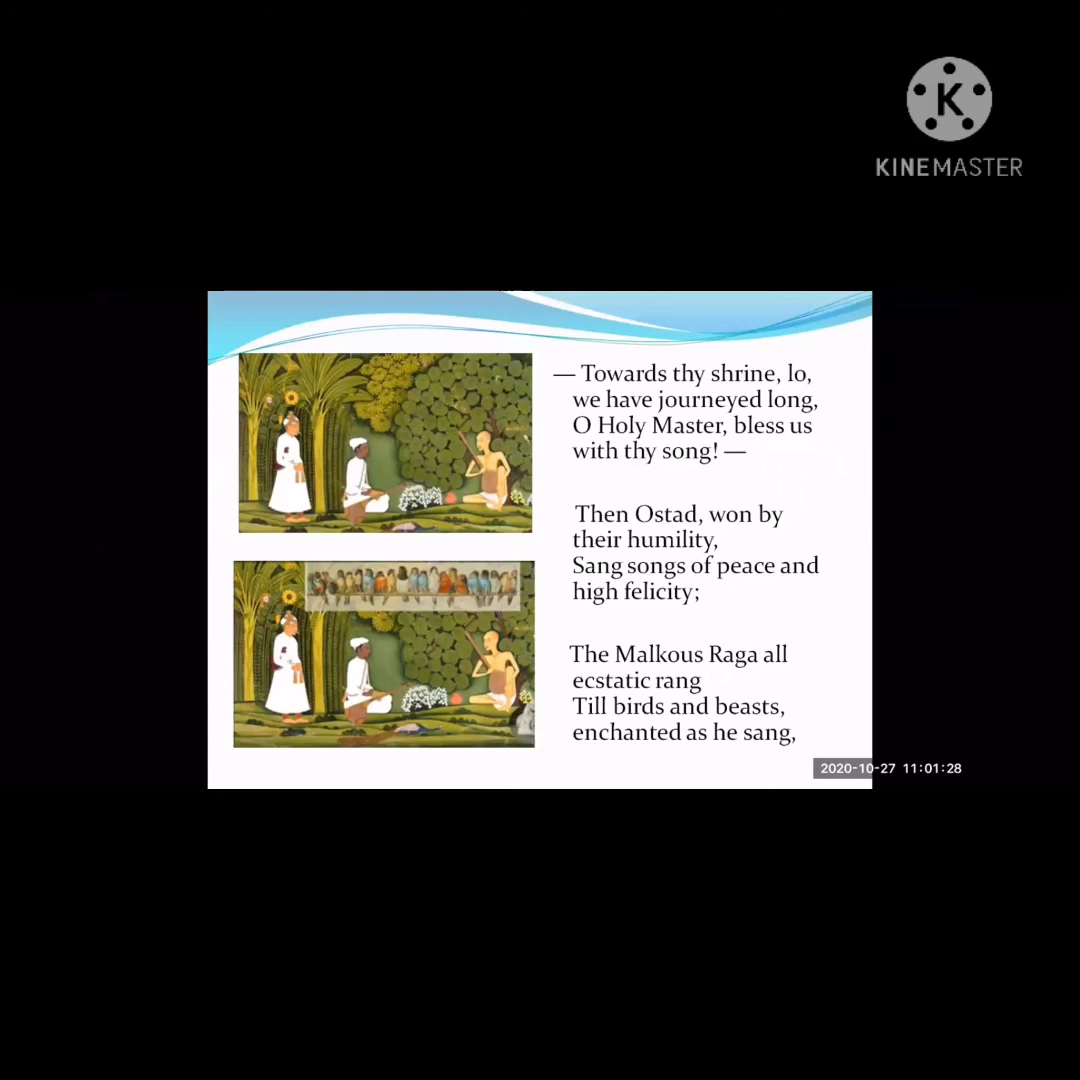 K
KINEMASTER
— Towards thy shrine, lo,
we have journeyed long,
O Holy Master, bless us
with thy song! —
Then Ostad, won by
their humility,
Sang songs of peace and
high felicity;
The Malkous Raga all
ecstatic rang
Till birds and beasts,
enchanted as he sang,
2020-10-27 11:01:28